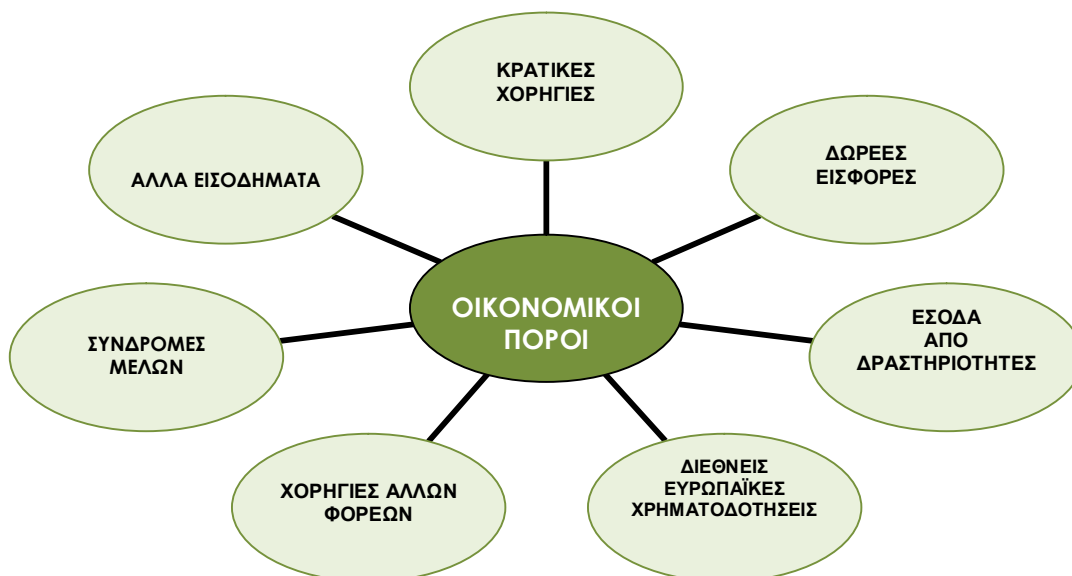 ΚΡΑΤΙΚΕΣ
ΧΟΡΗΓΙΕΣ
ΔΩΡΕΕΣ
ΕΙΣΦΟΡΕΣ
ΑΛΛΑ ΕΙΣΟΔΗΜΑΤΑ
ΟΙΚΟΝΟΜΙΚΟΙ
ΠΟΡΟΙ
ΕΣΟΔΑ
ΑΠΟ
ΔΡΑΣΤΗΡΙΟΤΗΤΕΣ
ΣΥΝΔΡΟΜΕΣ
ΜΕΛΩΝ
ΧΟΡΗΓΙΕΣ ΑΛΛΩΝ
ΦΟΡΕΩΝ
ΔΙΕΘΝΕΙΣ
ΕΥΡΩΠΑΪΚΕΣ
ΧΡΗΜΑΤΟΔΟΤΗΣΕΙΣ